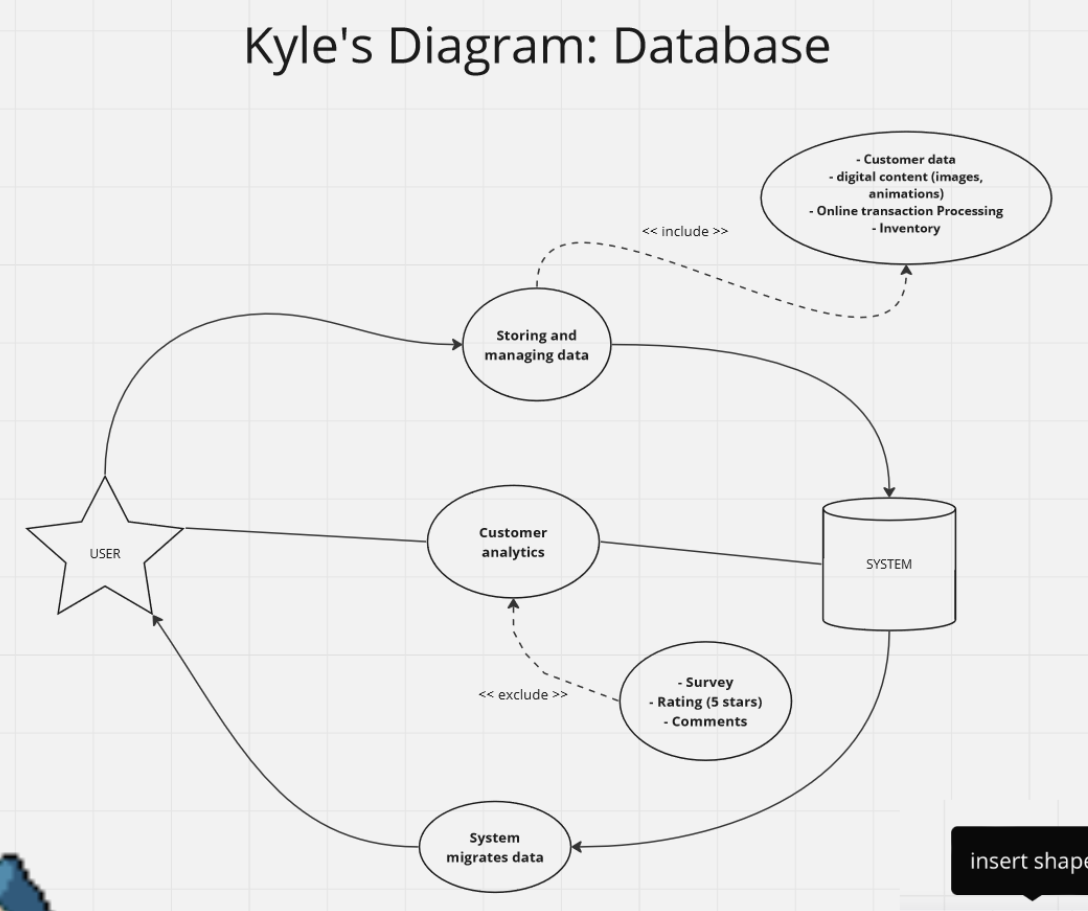 Kyle's Diagram: Database
- Customer data
- digital content (images,
animations)
- Online transaction Processing
- Inventory
<< include >>
Storing and
managing data
Customer
analytics
USER
SYSTEM
- Survey
- Rating (5 stars)
- Comments
<< exclude >>
System
migrates data
insert shape